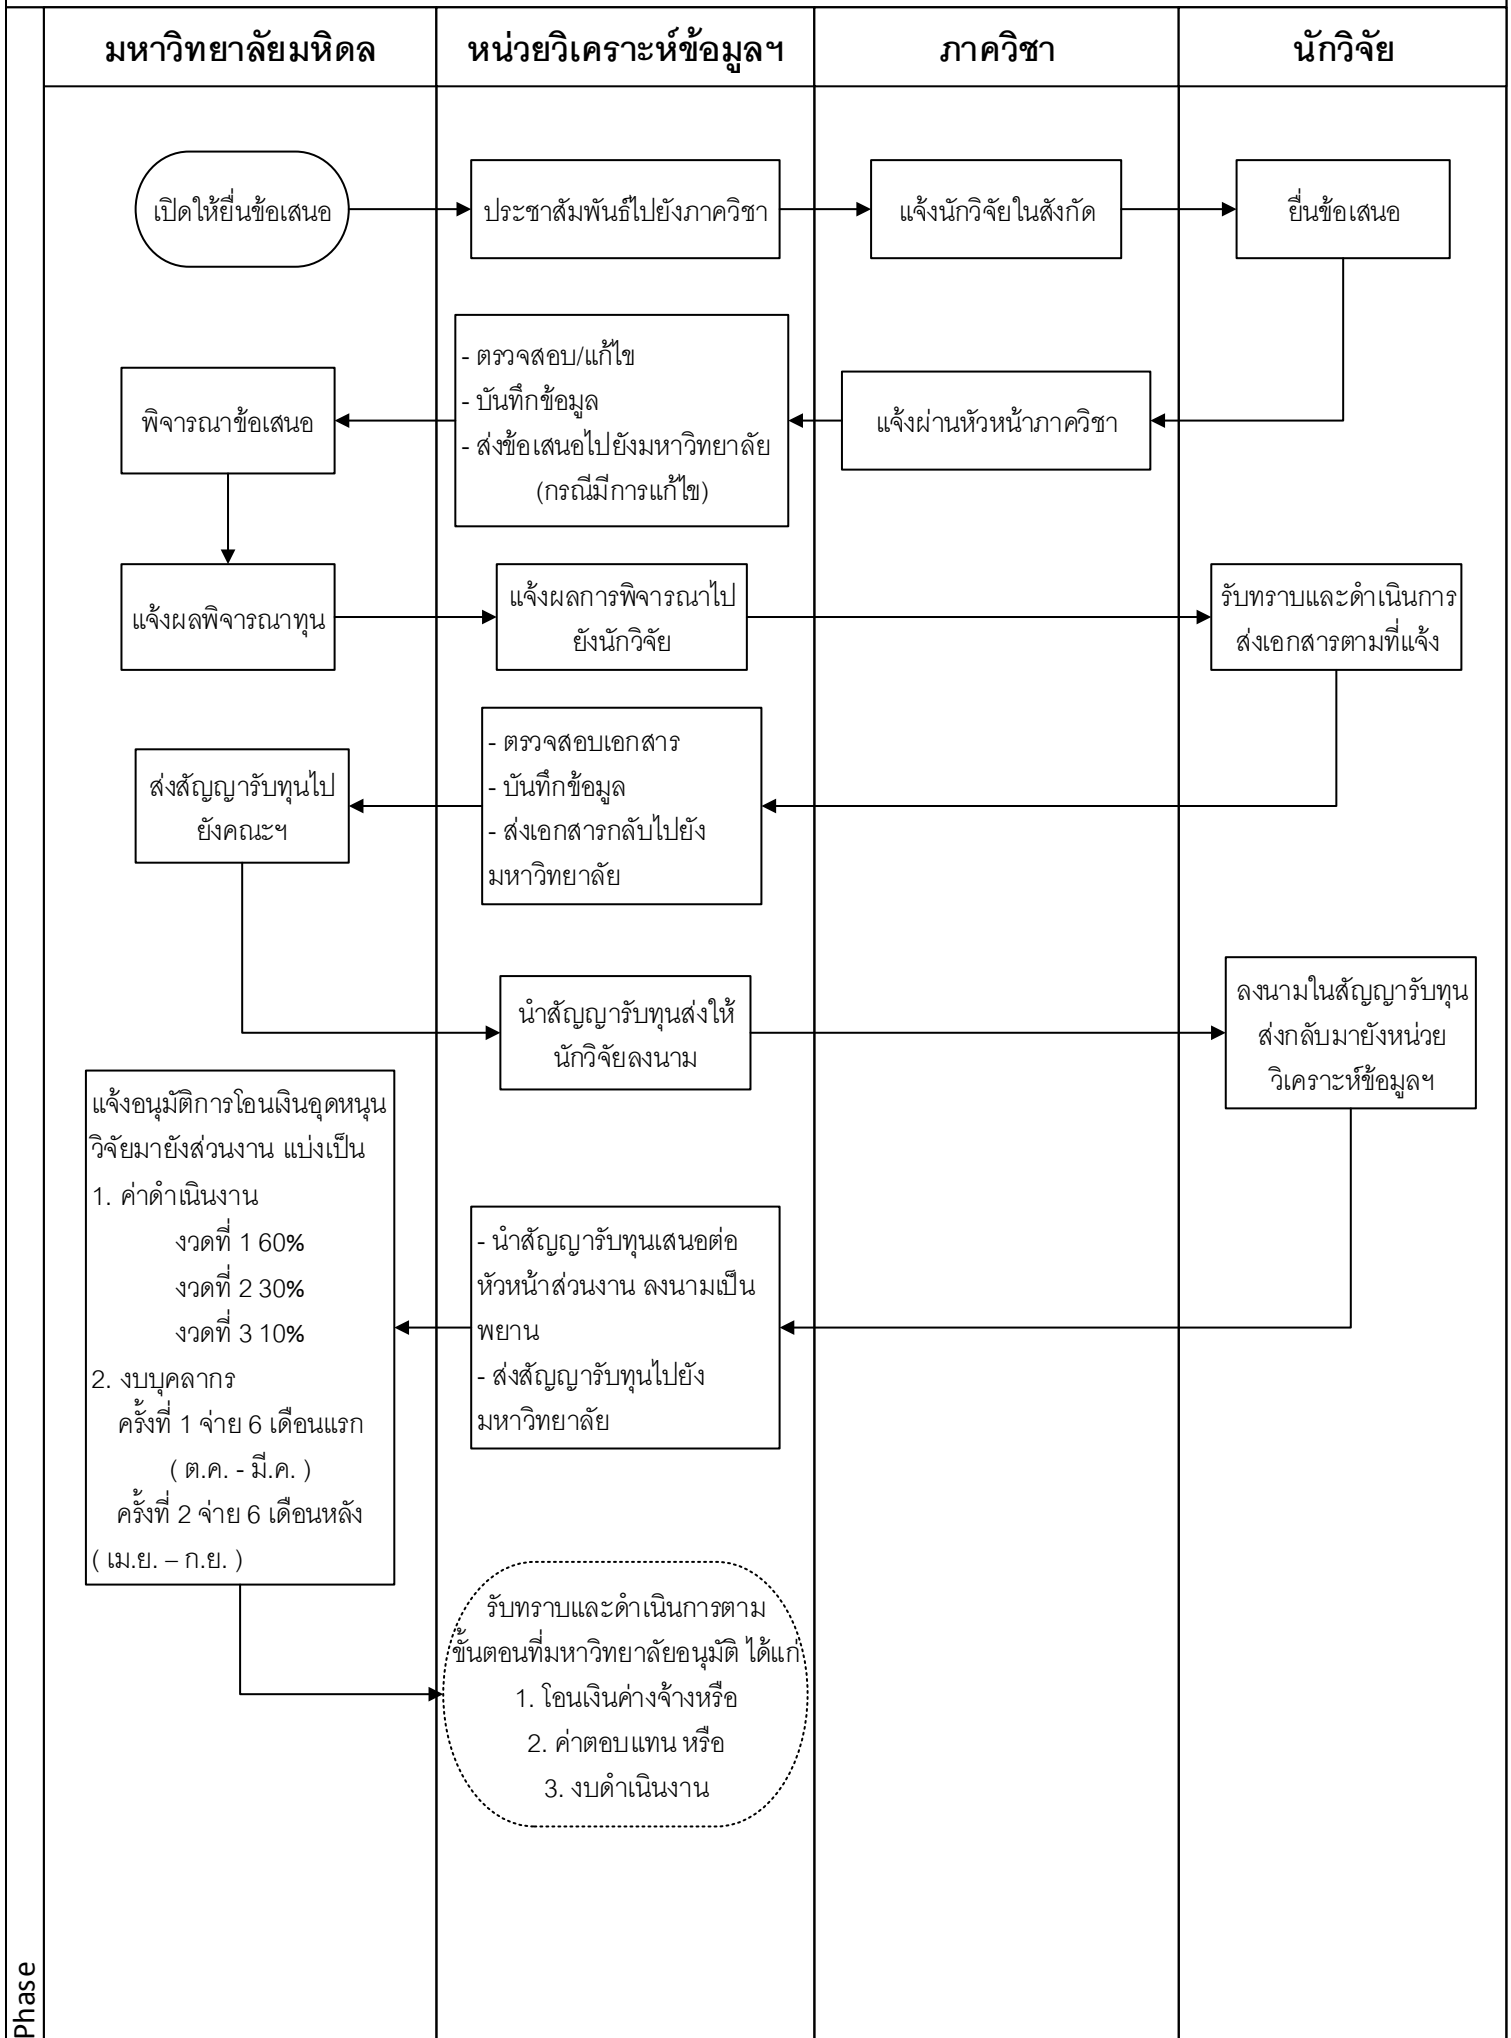 มหาวิทยาลัยมหิดล
หน่วยวิเคราะห์ข้อมูลฯ
ภาควิชา
นักวิจัย
เปิดให้ยื่นข้อเสนอ
ประชาสัมพันธ์ไปยังภาควิชา
แจ้งนักวิจัยในสังกัด
ยื่นข้อเสนอ
แจ้งผ่านหัวหน้าภาควิชา
- ตรวจสอบ/แก้ไข
- บันทึกข้อมูล
- ส่งข้อเสนอไปยังมหาวิทยาลัย
(กรณีมีการแก้ไข)
พิจารณาข้อเสนอ
แจ้งผลพิจารณาทุน
แจ้งผลการพิจารณาไป
ยังนักวิจัย
รับทราบและดำเนินการ
ส่งเอกสารตามที่แจ้ง
- ตรวจสอบเอกสาร
- บันทึกข้อมูล
- ส่งเอกสารกลับไปยัง
มหาวิทยาลัย
ส่งสัญญารับทุนไป
ยังคณะฯ
นำสัญญารับทุนส่งให้
นักวิจัยลงนาม
ลงนามในสัญญารับทุน
ส่งกลับมายังหน่วย
วิเคราะห์ข้อมูลฯ
- นำสัญญารับทุนเสนอต่อ
หัวหน้าส่วนงาน ลงนามเป็น
พยาน
- ส่งสัญญารับทุนไปยัง
มหาวิทยาลัย
แจ้งอนุมัติการโอนเงินอุดหนุน
วิจัยมายังส่วนงาน แบ่งเป็น
1. ค่าดำเนินงาน
งวดที่ 1 60%
งวดที่ 2 30%
งวดที่ 3 10%
2. งบบุคลากร
ครั้งที่ 1 จ่าย 6 เดือนแรก
( ต.ค. - มี.ค. )
ครั้งที่ 2 จ่าย 6 เดือนหลัง
( เม.ย. – ก.ย. )
รับทราบและดำเนินการตาม
ขั้นตอนที่มหาวิทยาลัยอนุมัติ ได้แก่
1. โอนเงินค่างจ้างหรือ
2. ค่าตอบแทน หรือ
3. งบดำเนินงาน
Phase